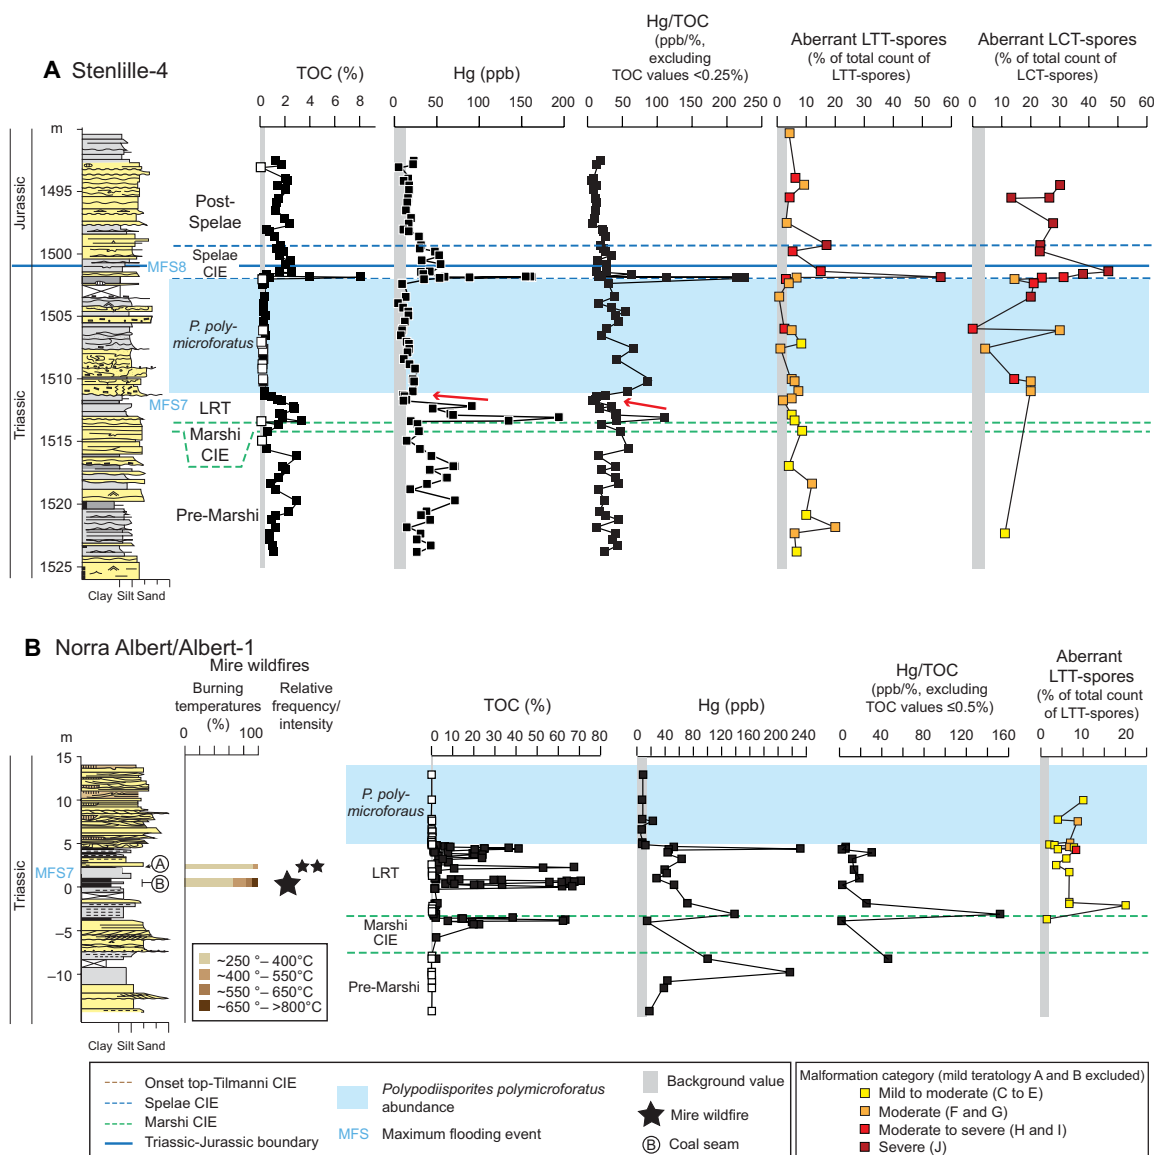 A Stenlille-4
TOC (%)
Hg (ppb)
Hg/TOC
(ppb/%,
excluding
TOC values <0.25%)
Aberrant LTT-spores
(% of total count of
LTT-spores)
Aberrant LCT-spores
(% of total count of
LCT-spores)
0 2 4 6 8
0 50 100 150 200
0 50 100 150 200 250
0 10 20 30 40 50 60
0 10 20 30 40 50 60
m
1495
1500
1505
1510
1515
1520
1525
Jurassic
Triassic
Triassic
Post-
Spelae
Spelae
CIE
MFS8
P. poly-
microforatus
MFS7
LRT
Marshi
CIE
Pre-Marshi
Clay Silt Sand
B Norra Albert/Albert-1
Mire wildfires
Burning
temperatures
(%)
Relative
frequency/
intensity
TOC (%)
Hg (ppb)
Hg/TOC
(ppb/%, excluding
TOC values ≤0.5%)
Aberrant
LTT-spores
(% of total count
of LTT-spores)
0 100
0 10 20 30 40 50 60 70 80
0 40 80 120 160 200 240
0 40 80 120 160
0 10 20
m
15
10
5
0
−5
−10
Triassic
MFS7
A
B
P. poly-
microforaus
LRT
Marshi
CIE
Pre-Marshi
~250 °– 400°C
~400 °– 550°C
~550 °– 650°C
~650 °– >800°C
Clay Silt Sand
Onset top-Tilmanni CIE
Spelae CIE
Marshi CIE
Triassic-Jurassic boundary
Polypodiisporites polymicroforatus
abundance
MFS Maximum flooding event
Background value
Mire wildfire
B Coal seam
Malformation category (mild teratology A and B excluded)
Mild to moderate (C to E)
Moderate (F and G)
Moderate to severe (H and I)
Severe (J)